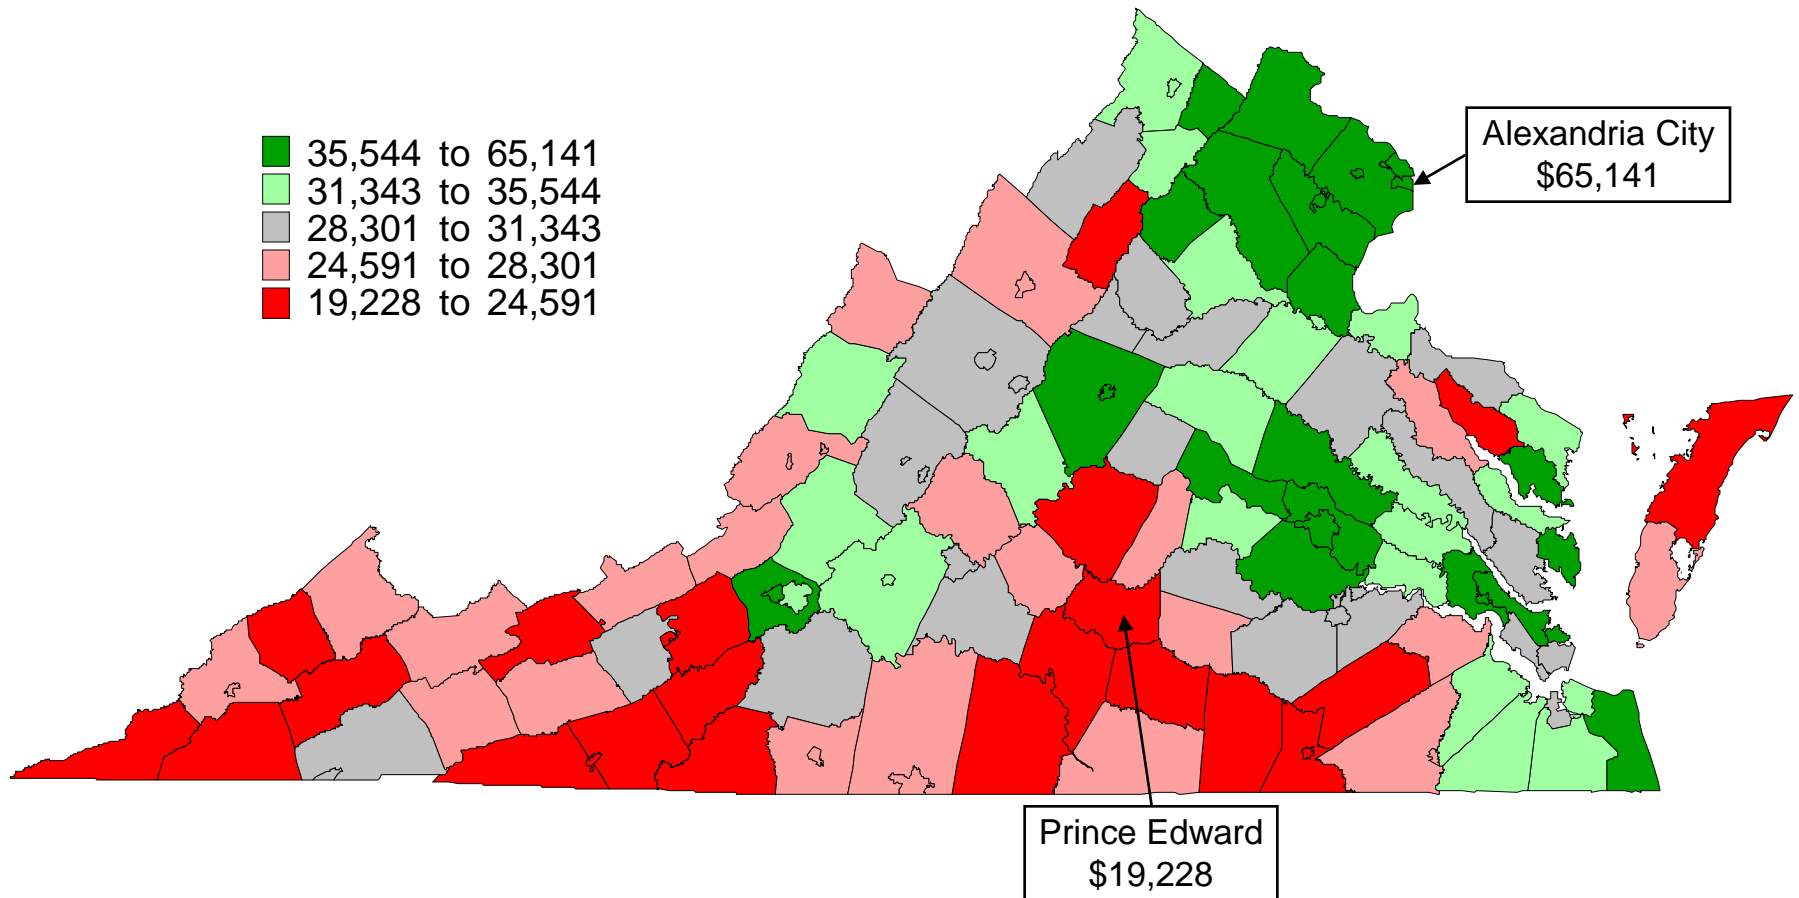 35,544 to 65,141
31,343 to 35,544
28,301 to 31,343
24,591 to 28,301
19,228 to 24,591
Alexandria City
$65,141
Prince Edward
$19,228